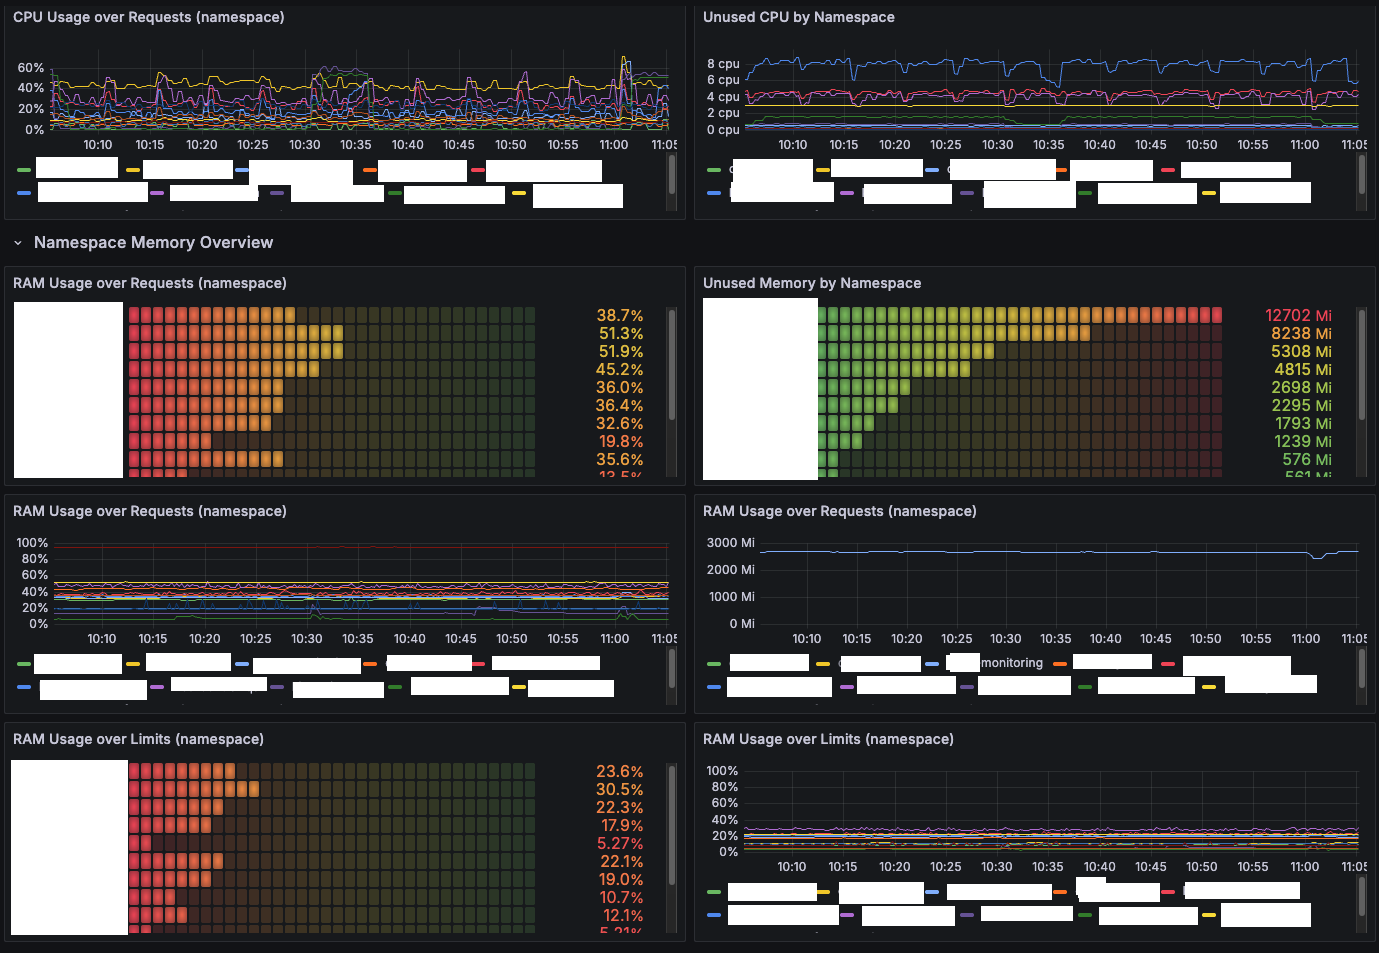 CPU Usage over Requests (namespace)
60%
40%
20%
0%
10:10 10:15 10:20 10:25 10:30 10:35 10:40 10:45 10:50 10:55 11:00 11:05
Unused CPU by Namespace
8 cpu
6 cpu
4 cpu
2 cpu
0 cpu
10:10 10:15 10:20 10:25 10:30 10:35 10:40 10:45 10:50 10:55 11:00 11:05
Namespace Memory Overview
RAM Usage over Requests (namespace)
38.7%
51.3%
51.9%
45.2%
36.0%
36.4%
32.6%
19.8%
35.6%
13.5%
Unused Memory by Namespace
12702 Mi
8238 Mi
5308 Mi
4815 Mi
2698 Mi
2295 Mi
1793 Mi
1239 Mi
576 Mi
561 Mi
RAM Usage over Requests (namespace)
100%
80%
60%
40%
20%
0%
10:10 10:15 10:20 10:25 10:30 10:35 10:40 10:45 10:50 10:55 11:00 11:05
RAM Usage over Requests (namespace)
3000 Mi
2000 Mi
1000 Mi
0 Mi
10:10 10:15 10:20 10:25 10:30 10:35 10:40 10:45 10:50 10:55 11:00 11:05
monitoring
RAM Usage over Limits (namespace)
23.6%
30.5%
22.3%
17.9%
5.27%
22.1%
19.0%
10.7%
12.1%
5.21%
RAM Usage over Limits (namespace)
100%
80%
60%
40%
20%
0%
10:10 10:15 10:20 10:25 10:30 10:35 10:40 10:45 10:50 10:55 11:00 11:05